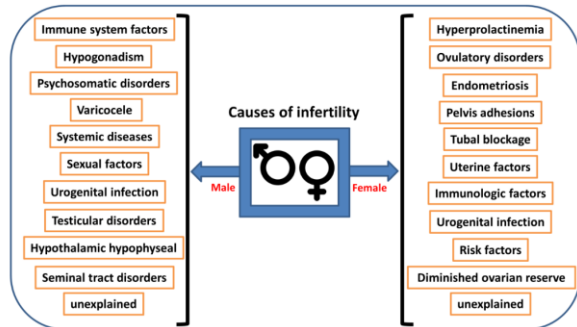 Immune system factors
Hypogonadism
Psychosomatic disorders
Varicocele
Systemic diseases
Sexual factors
Urogenital infection
Testicular disorders
Hypothalamic hypophyseal
Seminal tract disorders
unexplained
Causes of infertility
Male
Female
Hyperprolactinemia
Ovulatory disorders
Endometriosis
Pelvis adhesions
Tubal blockage
Uterine factors
Immunologic factors
Urogenital infection
Risk factors
Diminished ovarian reserve
unexplained